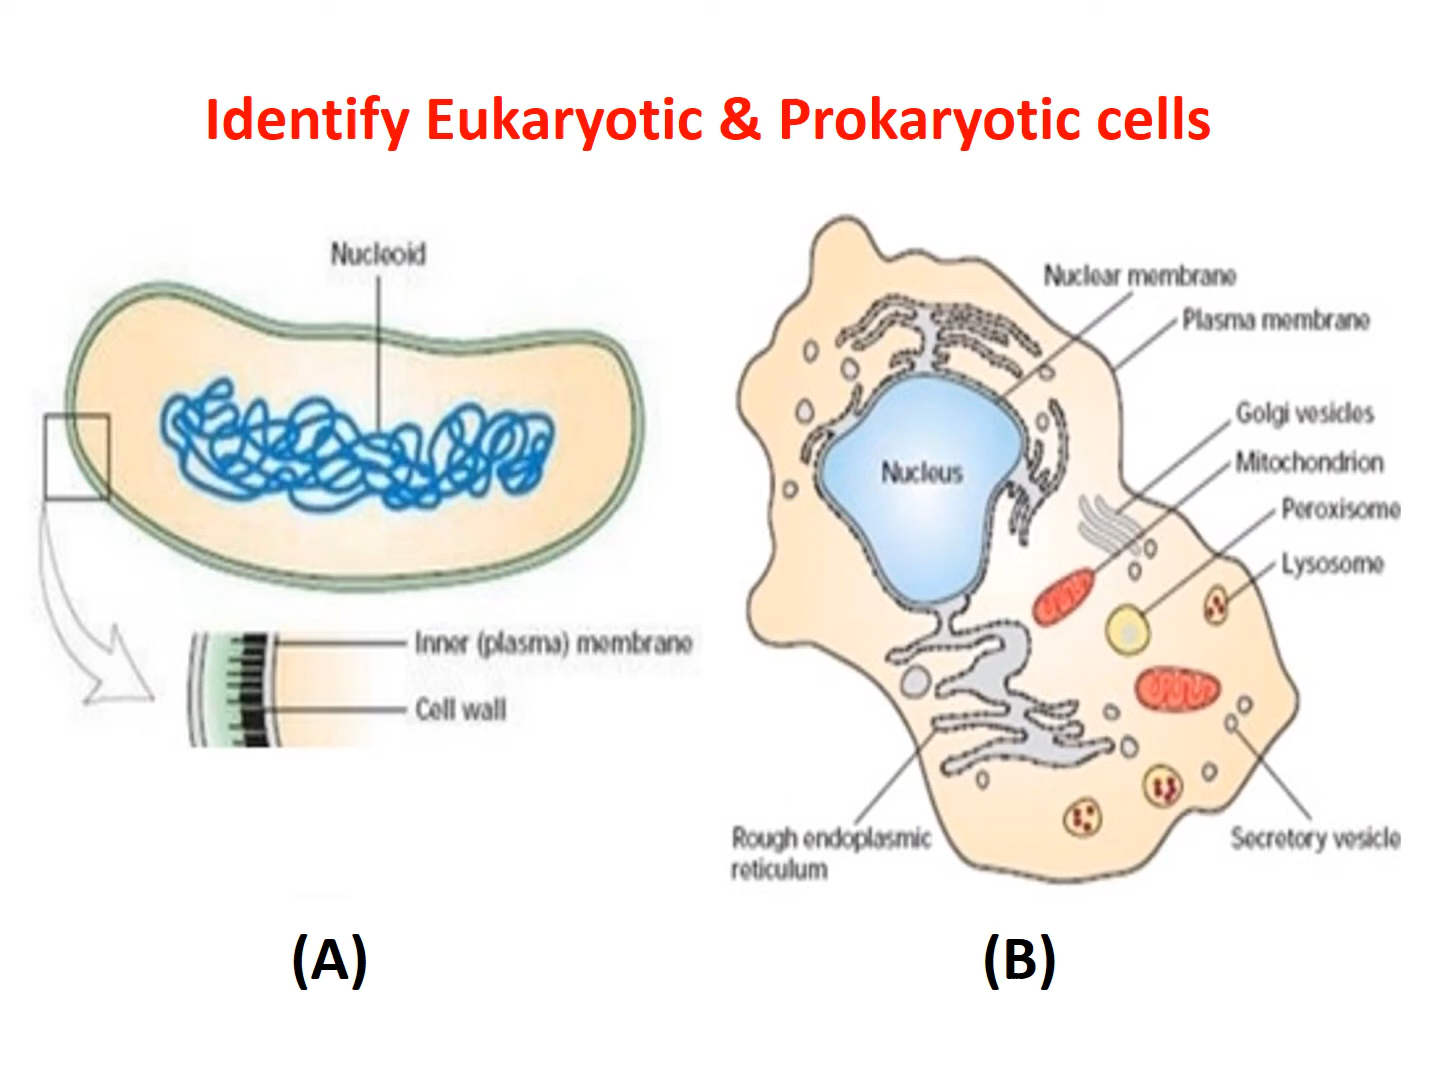 Identify Eukaryotic & Prokaryotic cells
Nucleoid
Inner (plasma) membrane
Cell wall
(A)
Nuclear membrane
Plasma membrane
Golgi vesicles
Mitochondrion
Peroxisome
Lysosome
Nucleus
Rough endoplasmic
reticulum
Secretory vesicle
(B)